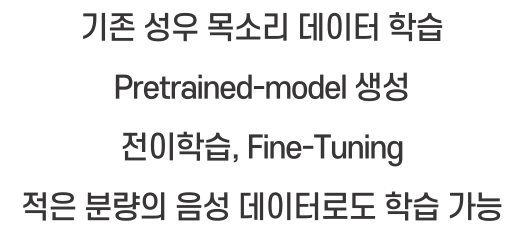 기존 성우 목소리 데이터 학습
Pretrained-model 생성
전이학습, Fine-Tuning
적은 분량의 음성 데이터로도 학습 가능